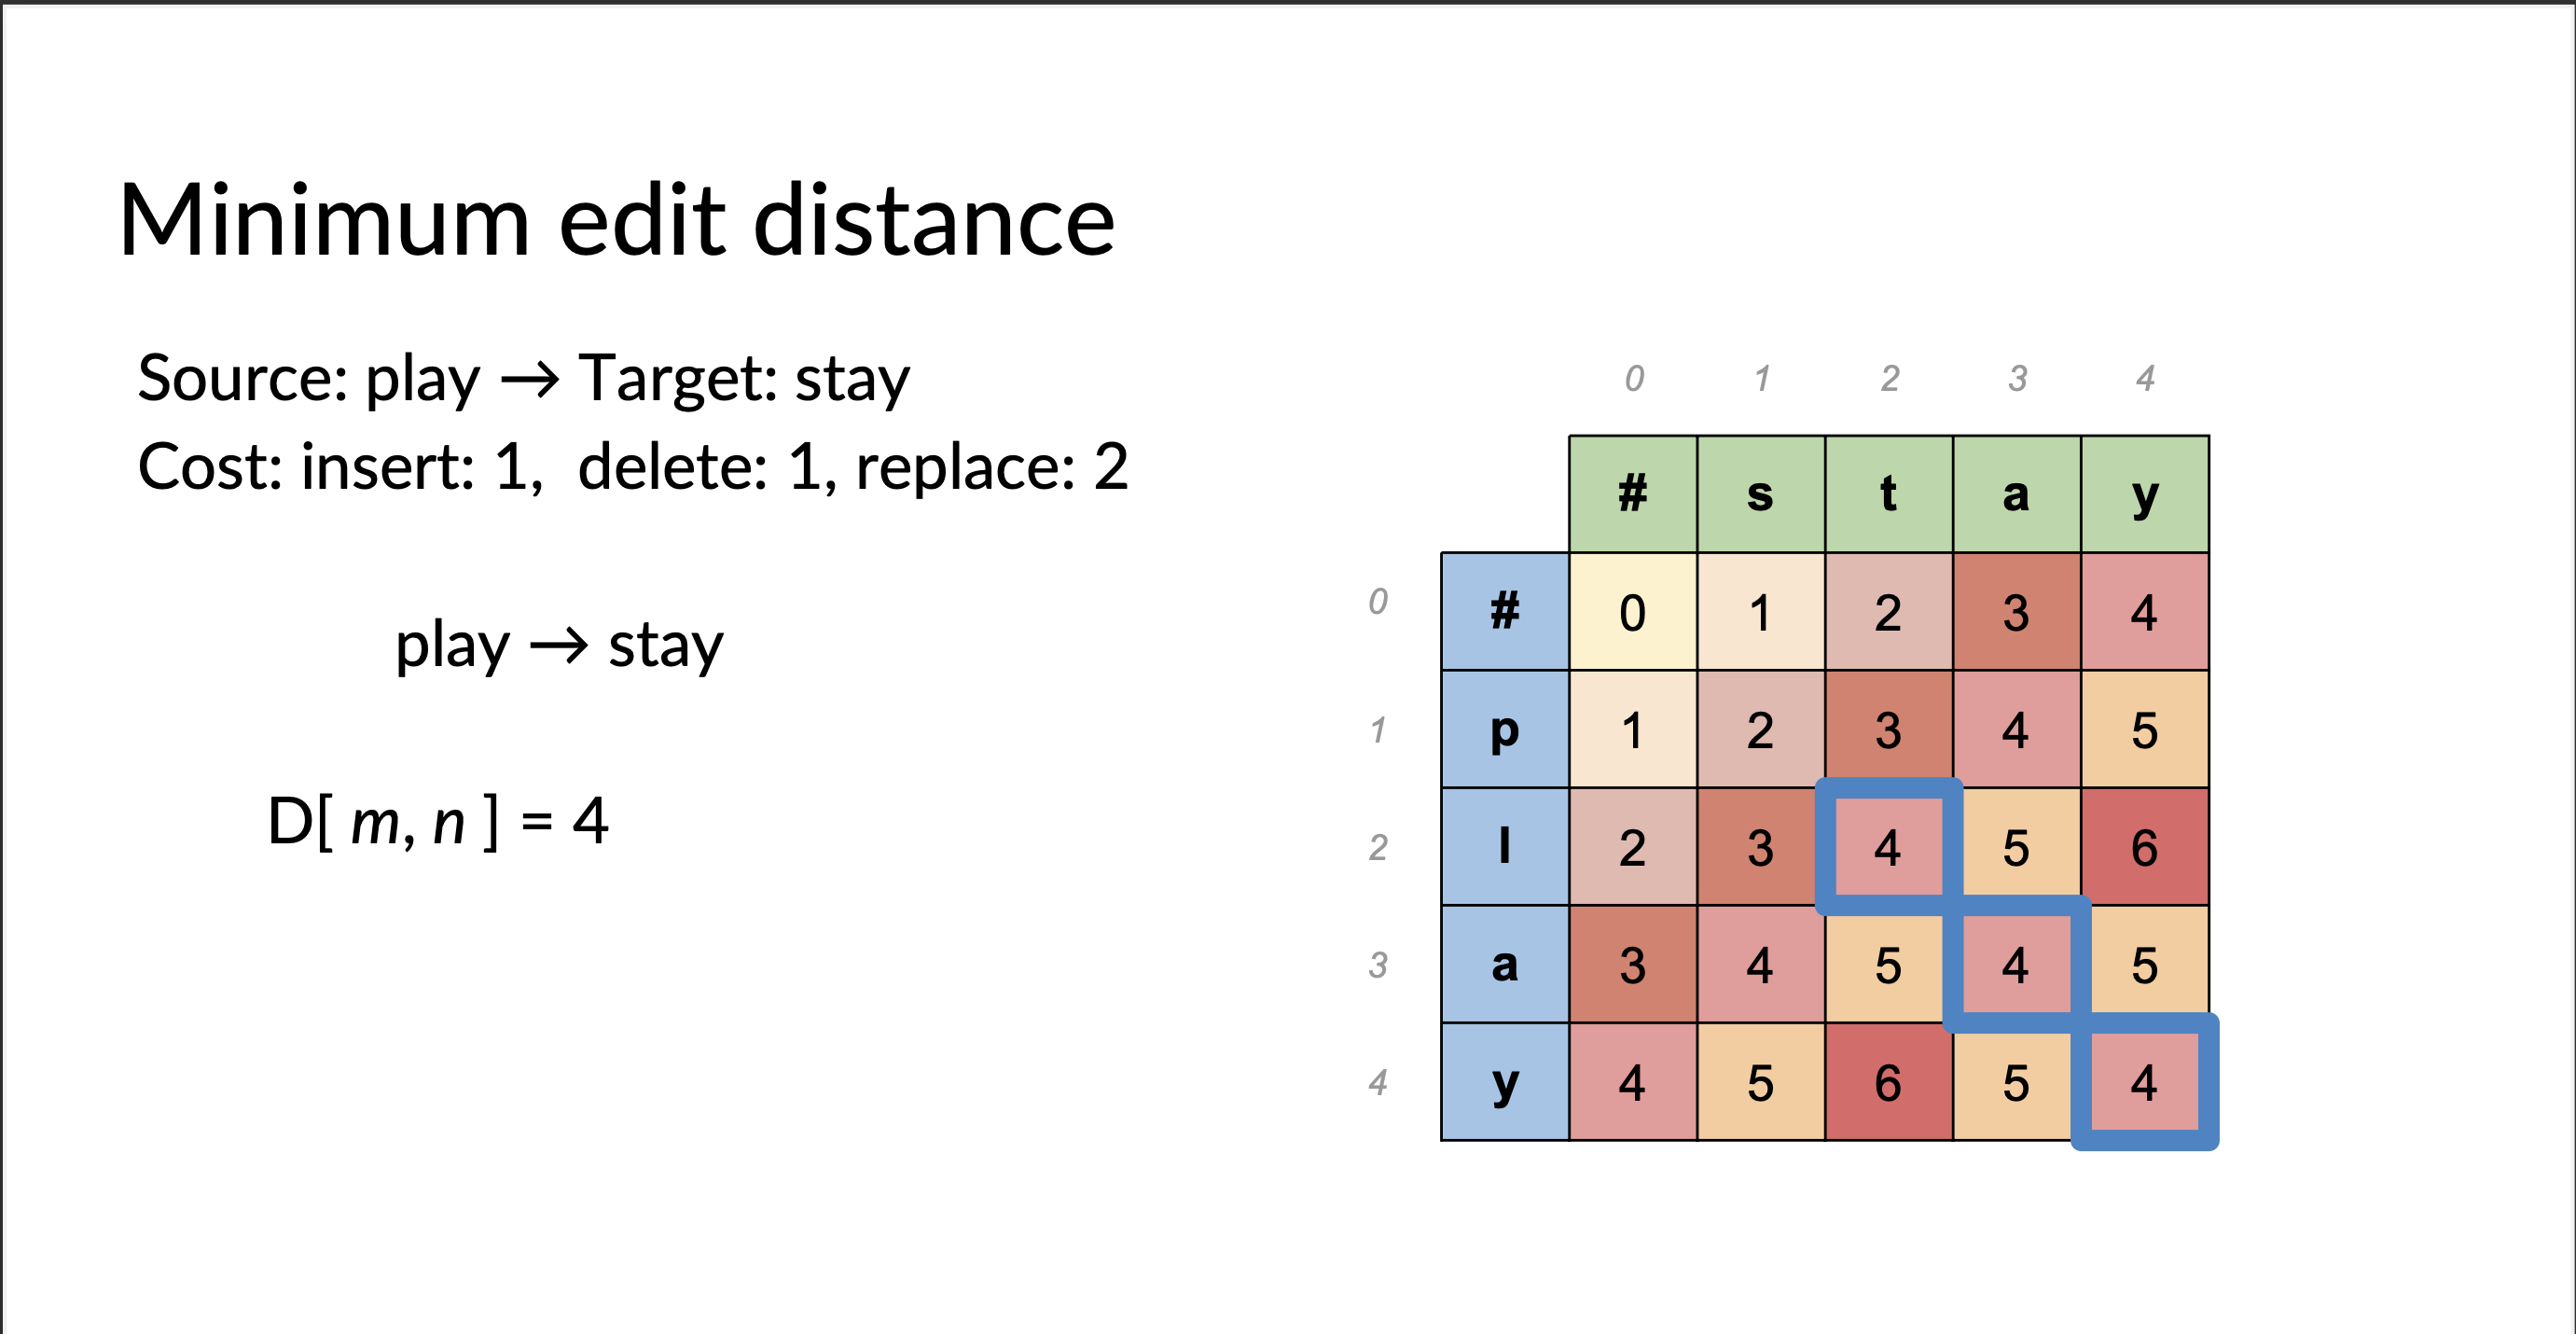 Minimum edit distance
Source: play → Target: stay
Cost: insert: 1, delete: 1, replace: 2
play → stay
D[ m, n ] = 4
0 1 2 3 4
# s t a y
0 # 0 1 2 3 4
1 p 1 2 3 4 5
2 l 2 3 4 5 6
3 a 3 4 5 4 5
4 y 4 5 6 5 4